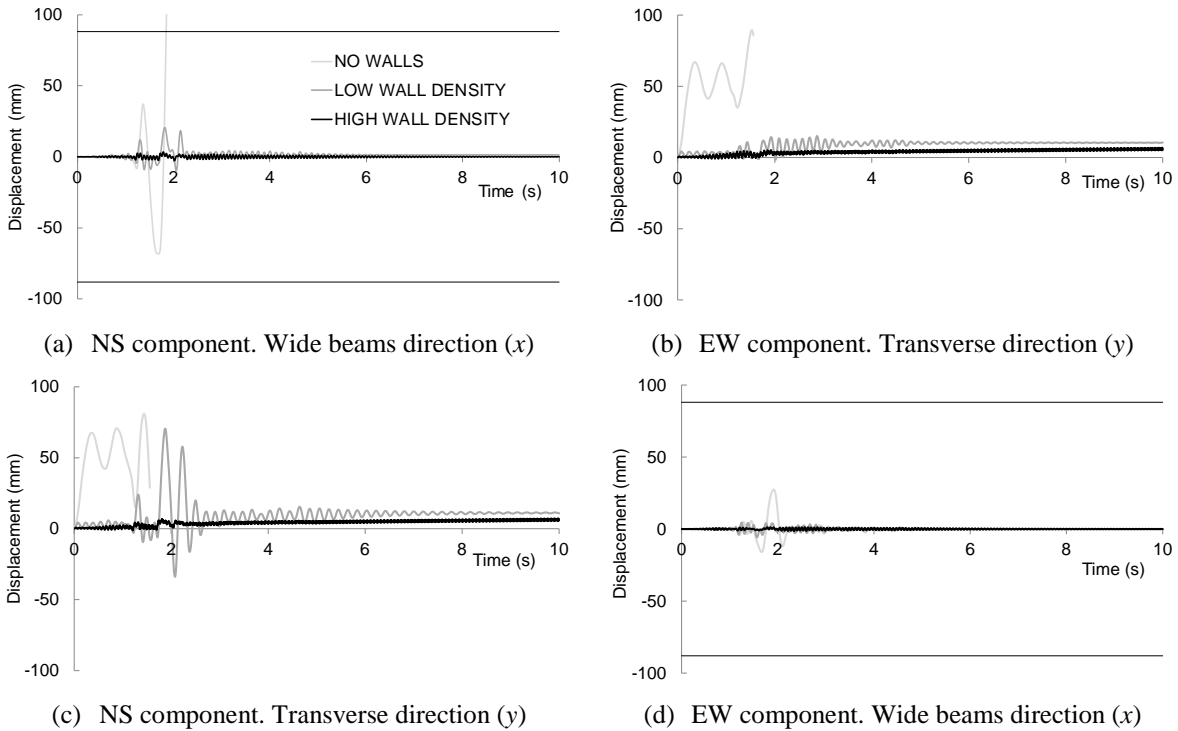 100
50
0
-50
-100
0
2
4
6
8
10
Displacement (mm)
Time (s)
NO WALLS
LOW WALL DENSITY
HIGH WALL DENSITY
(a) NS component. Wide beams direction (x)
100
50
0
-50
-100
0
2
4
6
8
10
Displacement (mm)
Time (s)
(b) EW component. Transverse direction (y)
100
50
0
-50
-100
0
2
4
6
8
10
Displacement (mm)
Time (s)
(c) NS component. Transverse direction (y)
100
50
0
-50
-100
0
2
4
6
8
10
Displacement (mm)
Time (s)
(d) EW component. Wide beams direction (x)